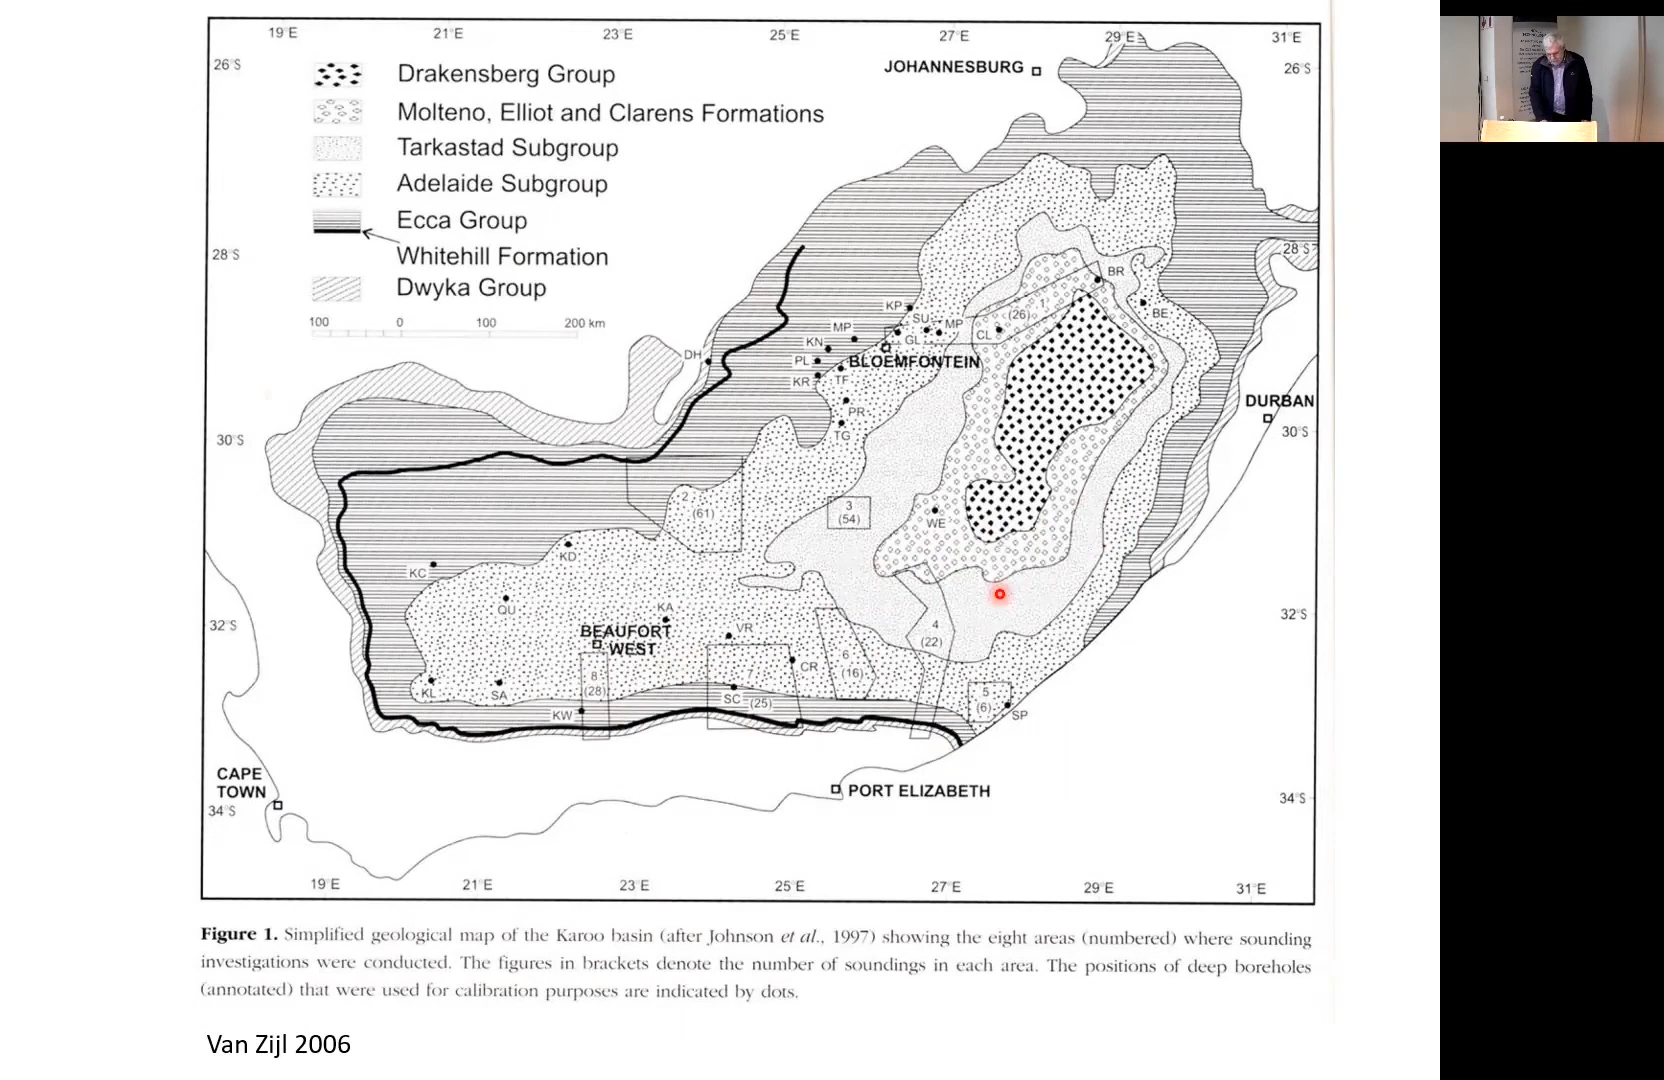 19°E 21°E 23°E 25°E 27°E 29°E 31°E
26°S
JOHANNESBURG
26°S
Drakensberg Group
Molteno, Elliot and Clarens Formations
Tarkastad Subgroup
Adelaide Subgroup
Ecca Group
Whitehill Formation
Dwyka Group
28°S
28°S
100 0 100 200 km
BR
BE
1
(26)
KP
SU
MP
GL
CL
MP
KN
PL
KR
TF
BLOEMFONTEIN
DH
PR
TG
DURBAN
30°S
30°S
2
(61)
3
(54)
WE
KD
KC
QU
KA
32°S
32°S
BEAUFORT
WEST
VR
4
(22)
6
(16)
CR
7
8
(28)
KL
SA
SC
(25)
5
(6)
SP
KW
CAPE
TOWN
34°S
PORT ELIZABETH
34°S
19°E 21°E 23°E 25°E 27°E 29°E 31°E
Figure 1. Simplified geological map of the Karoo basin (after Johnson et al., 1997) showing the eight areas (numbered) where sounding
investigations were conducted. The figures in brackets denote the number of soundings in each area. The positions of deep boreholes
(annotated) that were used for calibration purposes are indicated by dots.
Van Zijl 2006